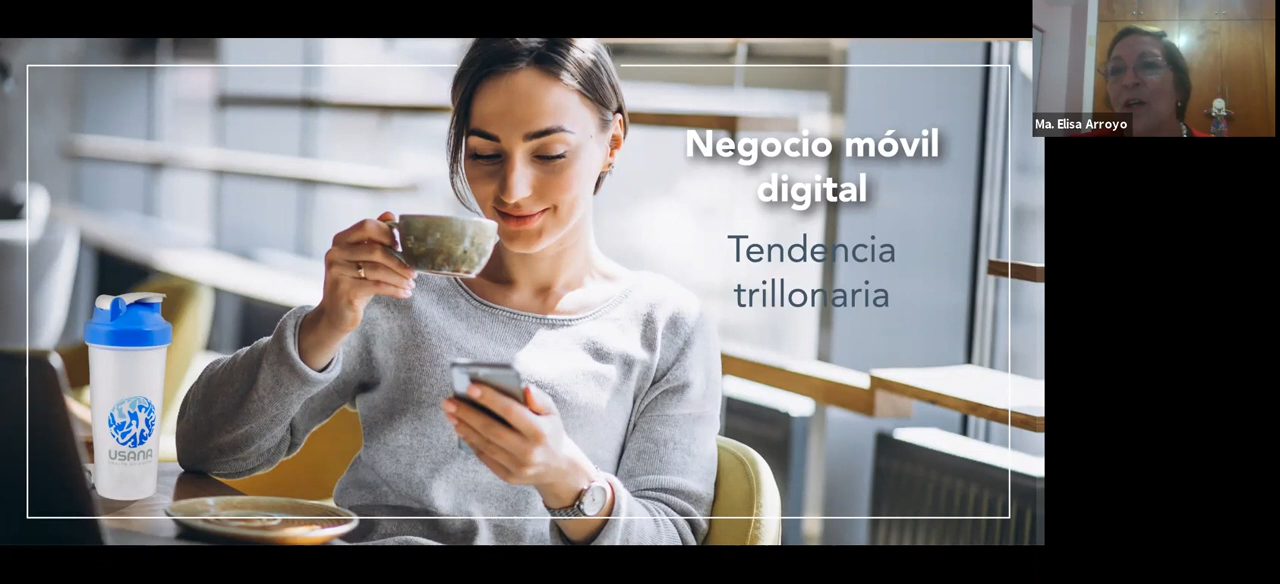 Negocio móvil
digital
Tendencia
trillonaria
Ma. Elisa Arroyo
USANA